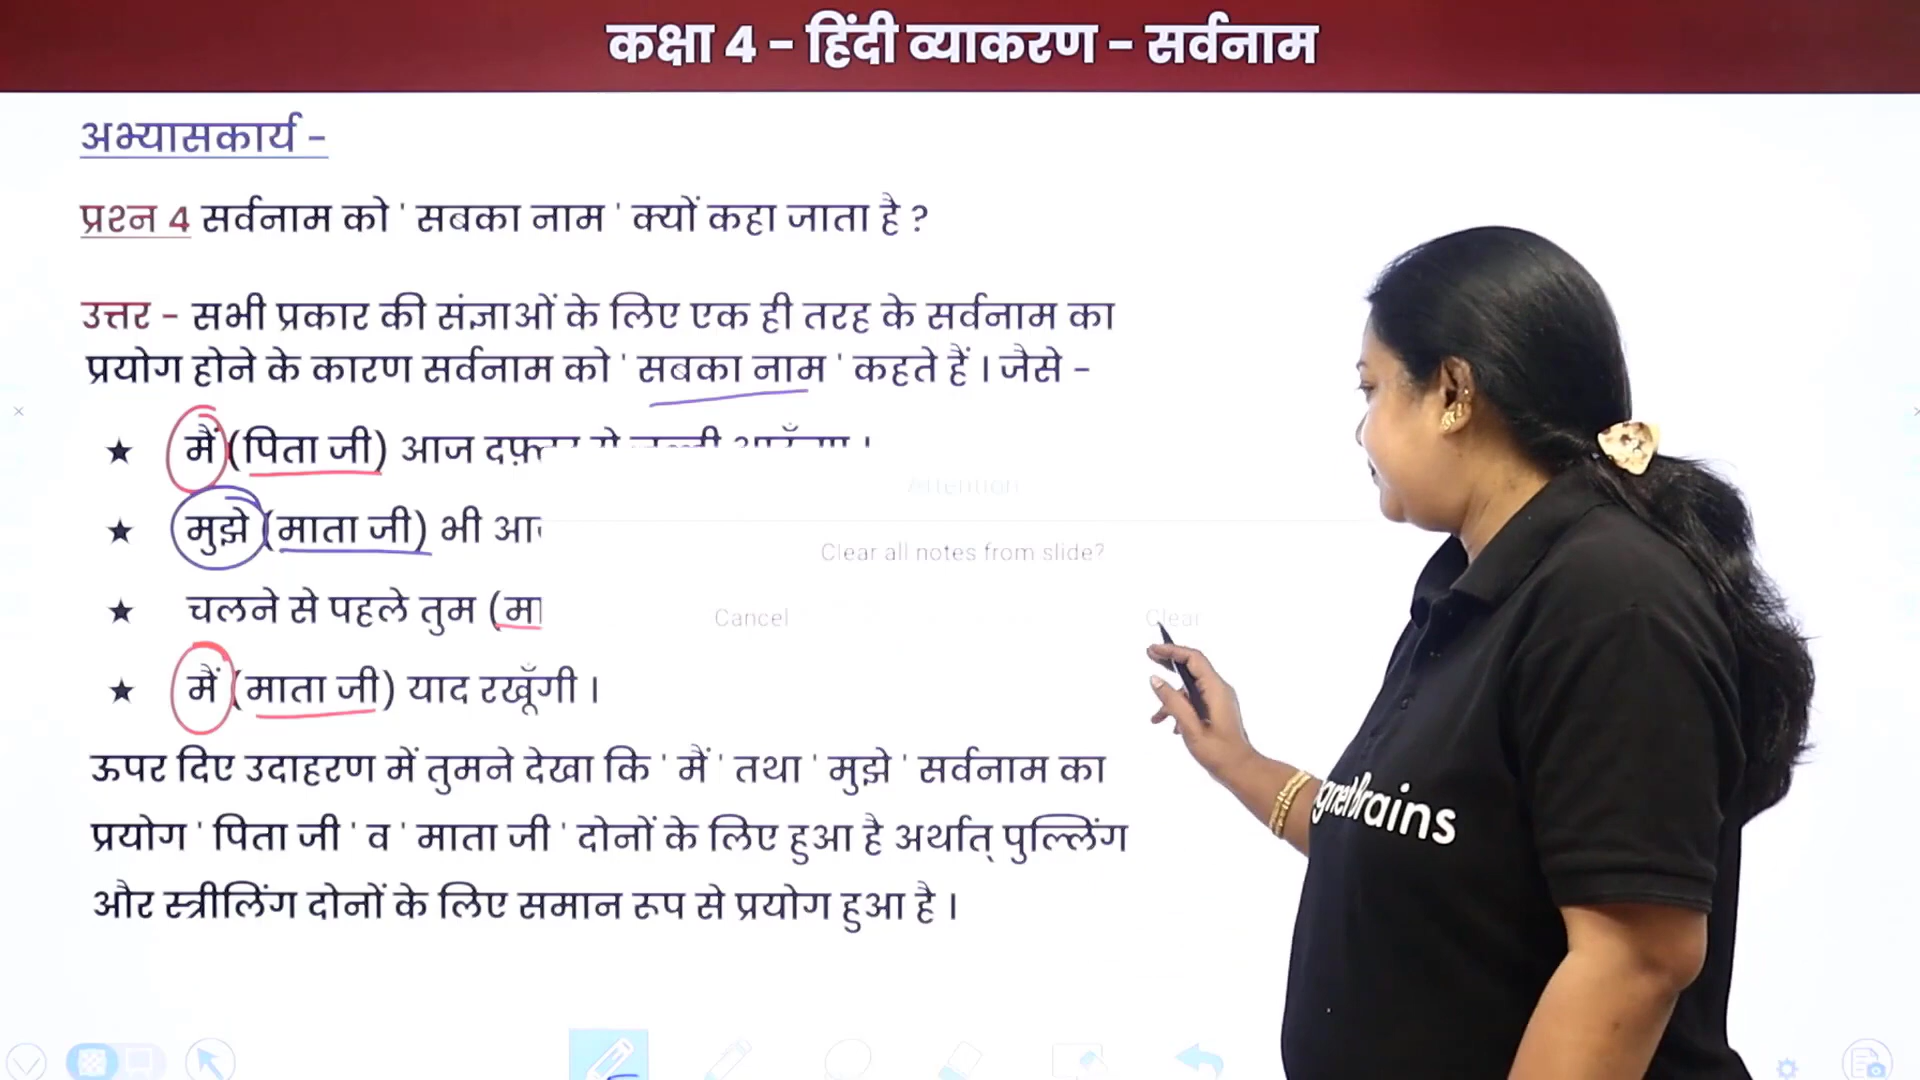 कक्षा 4 - हिंदी व्याकरण - सर्वनाम
अभ्यासकार्य -
प्रश्न 4 सर्वनाम को ' सबका नाम ' क्यों कहा जाता है ?
उत्तर - सभी प्रकार की संज्ञाओं के लिए एक ही तरह के सर्वनाम का
प्रयोग होने के कारण सर्वनाम को ' सबका नाम ' कहते हैं । जैसे -
★ मैं (पिता जी) आज
Attention
★ मुझे (माता जी) भी
Clear all notes from slide?
★ चलने से पहले तुम
Cancel Clear
★ मैं (माता जी) याद रखूँगी ।
ऊपर दिए उदाहरण में तुमने देखा कि ' मैं ' तथा ' मुझे ' सर्वनाम का
प्रयोग ' पिता जी ' व ' माता जी ' दोनों के लिए हुआ है अर्थात् पुल्लिंग
और स्त्रीलिंग दोनों के लिए समान रूप से प्रयोग हुआ है ।
gnetBrains